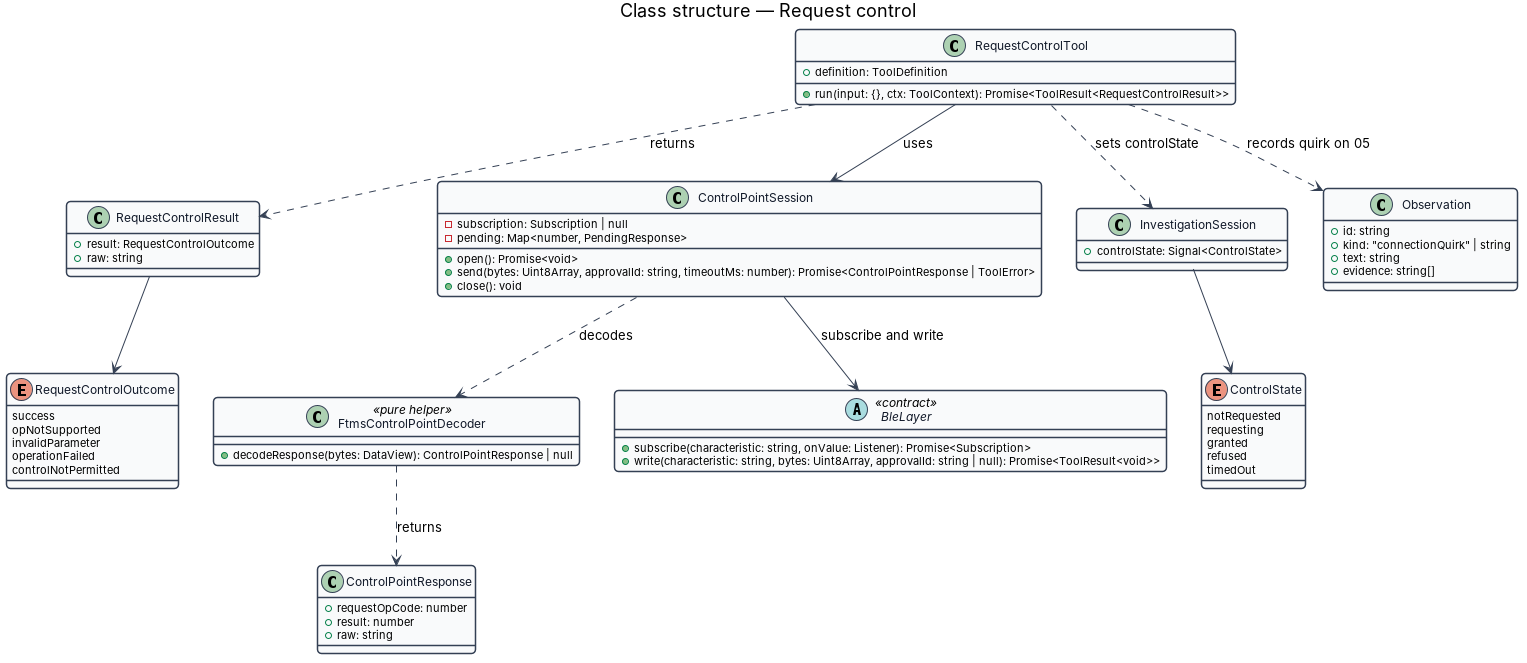 Class structure — Request control
C RequestControlTool
definition: ToolDefinition
run(input: {}, ctx: ToolContext): Promise<ToolResult<RequestControlResult>>
returns
uses
sets controlState
records quirk on 05
C RequestControlResult
result: RequestControlOutcome
raw: string
C ControlPointSession
subscription: Subscription | null
pending: Map<number, PendingResponse>
open(): Promise<void>
send(bytes: Uint8Array, approvalId: string, timeoutMs: number): Promise<ControlPointResponse | ToolError>
close(): void
C InvestigationSession
controlState: Signal<ControlState>
C Observation
id: string
kind: "connectionQuirk" | string
text: string
evidence: string[]
decodes
subscribe and write
E RequestControlOutcome
success
opNotSupported
invalidParameter
operationFailed
controlNotPermitted
C «pure helper»
FtmsControlPointDecoder
decodeResponse(bytes: DataView): ControlPointResponse | null
A «contract»
BleLayer
subscribe(characteristic: string, onValue: Listener): Promise<Subscription>
write(characteristic: string, bytes: Uint8Array, approvalId: string | null): Promise<ToolResult<void>>
E ControlState
notRequested
requesting
granted
refused
timedOut
returns
C ControlPointResponse
requestOpCode: number
result: number
raw: string